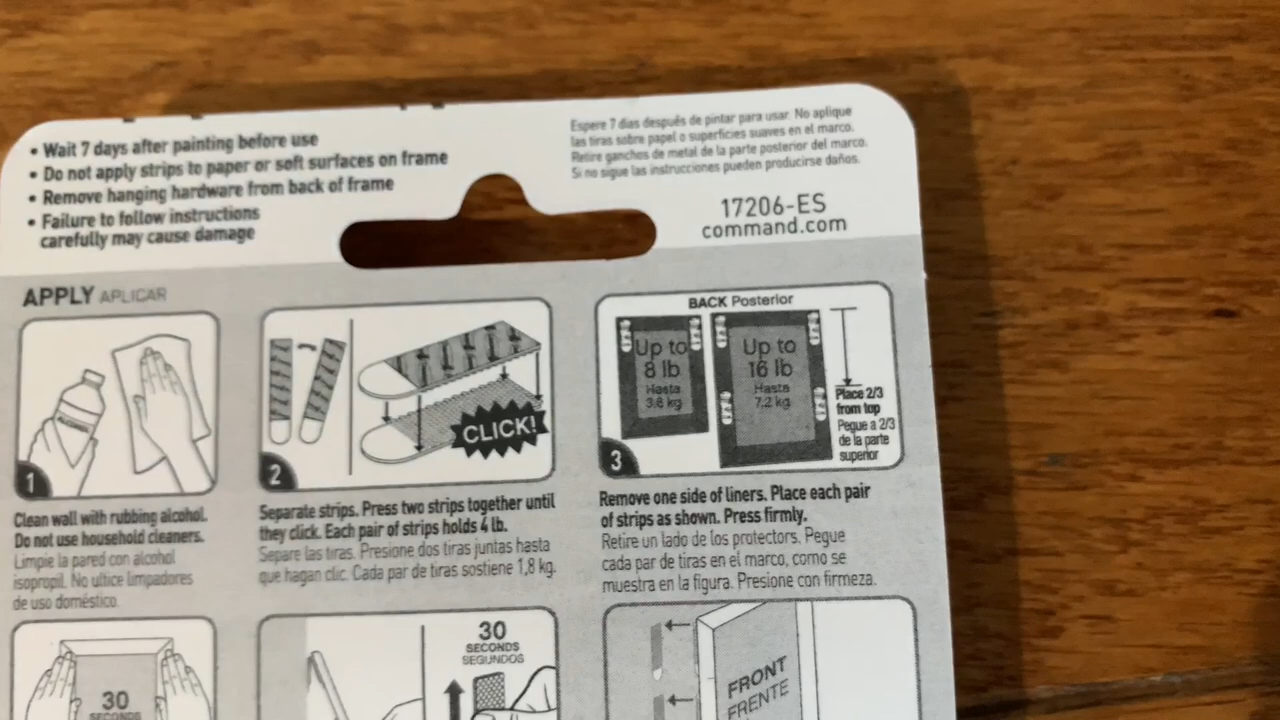 • Wait 7 days after painting before use
• Do not apply strips to paper or soft surfaces on frame
• Remove hanging hardware from back of frame
• Failure to follow instructions
carefully may cause damage
Espere 7 días después de pintar para usar. No aplique
las tiras sobre papel o superficies suaves en el marco.
Retire ganchos de metal de la parte posterior del marco.
Si no sigue las instrucciones pueden producirse daños.
17206-ES
command.com
APPLY APLICAR
1
Clean wall with rubbing alcohol.
Do not use household cleaners.
Limpie la pared con alcohol
isopropil. No ultice limpadores
de uso doméstico.
CLICK!
2
Separate strips. Press two strips together until
they click. Each pair of strips holds 4 lb.
Separe las tiras. Presione dos tiras juntas hasta
que hagan clic. Cada par de tiras sostiene 1,8 kg.
BACK Posterior
Up to
8 lb
Hasta
3.6 kg
Up to
16 lb
Hasta
7.2 kg
Place 2/3
from top
Pegue a 2/3
de la parte
superior
3
Remove one side of liners. Place each pair
of strips as shown. Press firmly.
Retire un lado de los protectors. Pegue
cada par de tiras en el marco, como se
muestra en la figura. Presione con firmeza.
30
SECONDS
30
SECONDS
SEGUNDOS
FRONT
FRENTE